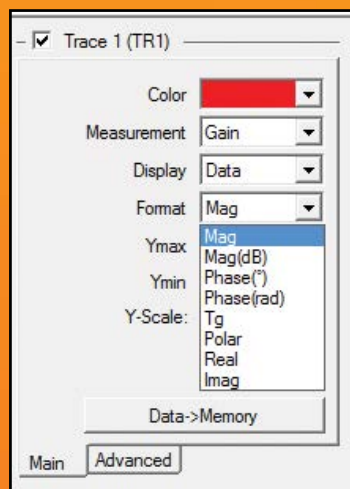 Trace 1 (TR1)
Color
Measurement Gain
Display Data
Format Mag
Mag
Ymax
Mag(dB)
Phase(°)
Ymin
Phase(rad)
Y-Scale:
Tg
Polar
Real
Imag
Data->Memory
Main Advanced